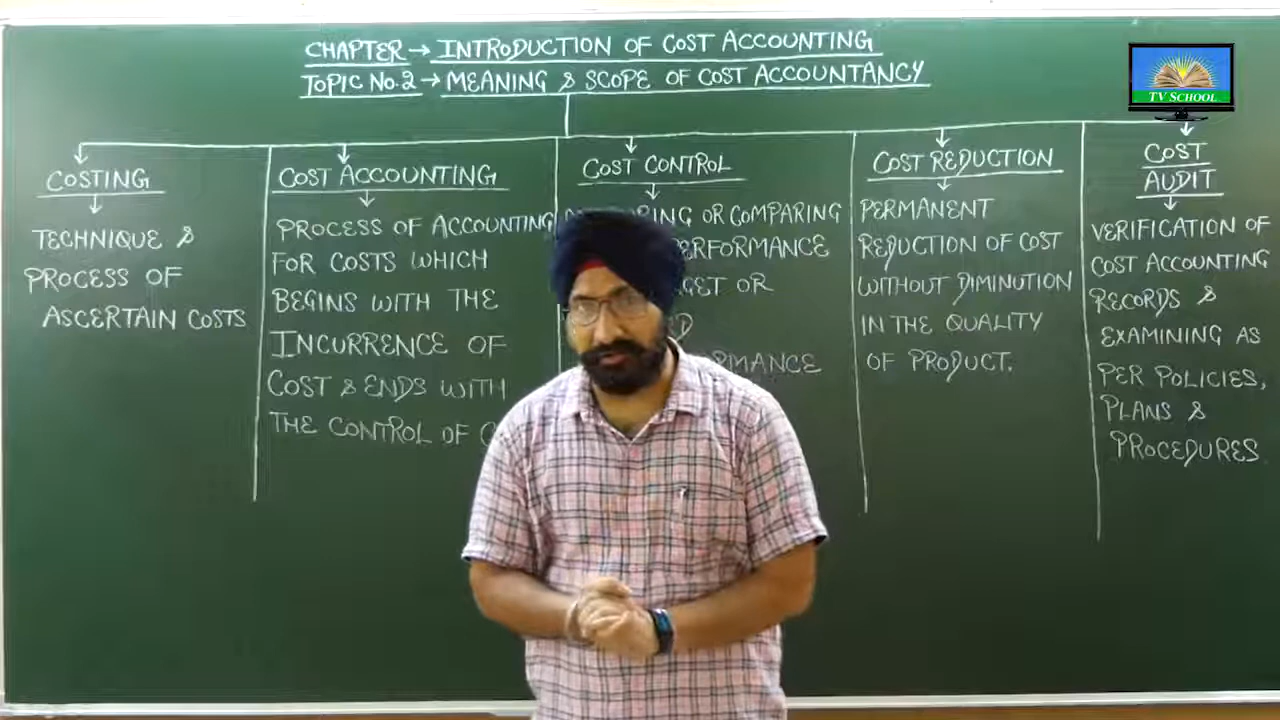 CHAPTER → INTRODUCTION OF COST ACCOUNTING
TOPIC NO.2 → MEANING & SCOPE OF COST ACCOUNTANCY
TV SCHOOL
COSTING
TECHNIQUE &
PROCESS OF
ASCERTAIN COSTS
COST ACCOUNTING
PROCESS OF ACCOUNTING
FOR COSTS WHICH
BEGINS WITH THE
INCURRENCE OF
COST & ENDS WITH
THE CONTROL OF
COST CONTROL
OR COMPARING
PERFORMANCE
OR
COST REDUCTION
PERMANENT
REDUCTION OF COST
WITHOUT DIMINUTION
IN THE QUALITY
OF PRODUCT.
COST
AUDIT
VERIFICATION OF
COST ACCOUNTING
RECORDS &
EXAMINING AS
PER POLICIES,
PLANS &
PROCEDURES